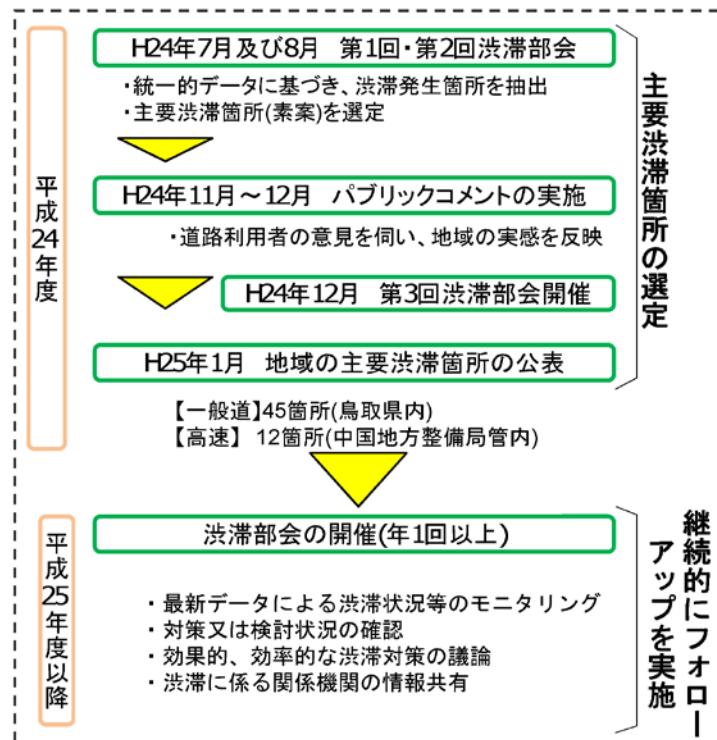 平成24年度
H24年7月及び8月 第1回・第2回渋滞部会
・統一的データに基づき、渋滞発生箇所を抽出
・主要渋滞箇所(素案)を選定
H24年11月～12月 パブリックコメントの実施
・道路利用者の意見を伺い、地域の実感を反映
H24年12月 第3回渋滞部会開催
H25年1月 地域の主要渋滞箇所の公表
【一般道】45箇所(鳥取県内)
【高速】 12箇所(中国地方整備局管内)
主要渋滞箇所の選定
平成25年度以降
渋滞部会の開催(年1回以上)
・最新データによる渋滞状況等のモニタリング
・対策又は検討状況の確認
・効果的、効率的な渋滞対策の議論
・渋滞に係る関係機関の情報共有
継続的にフォロー
アップを実施